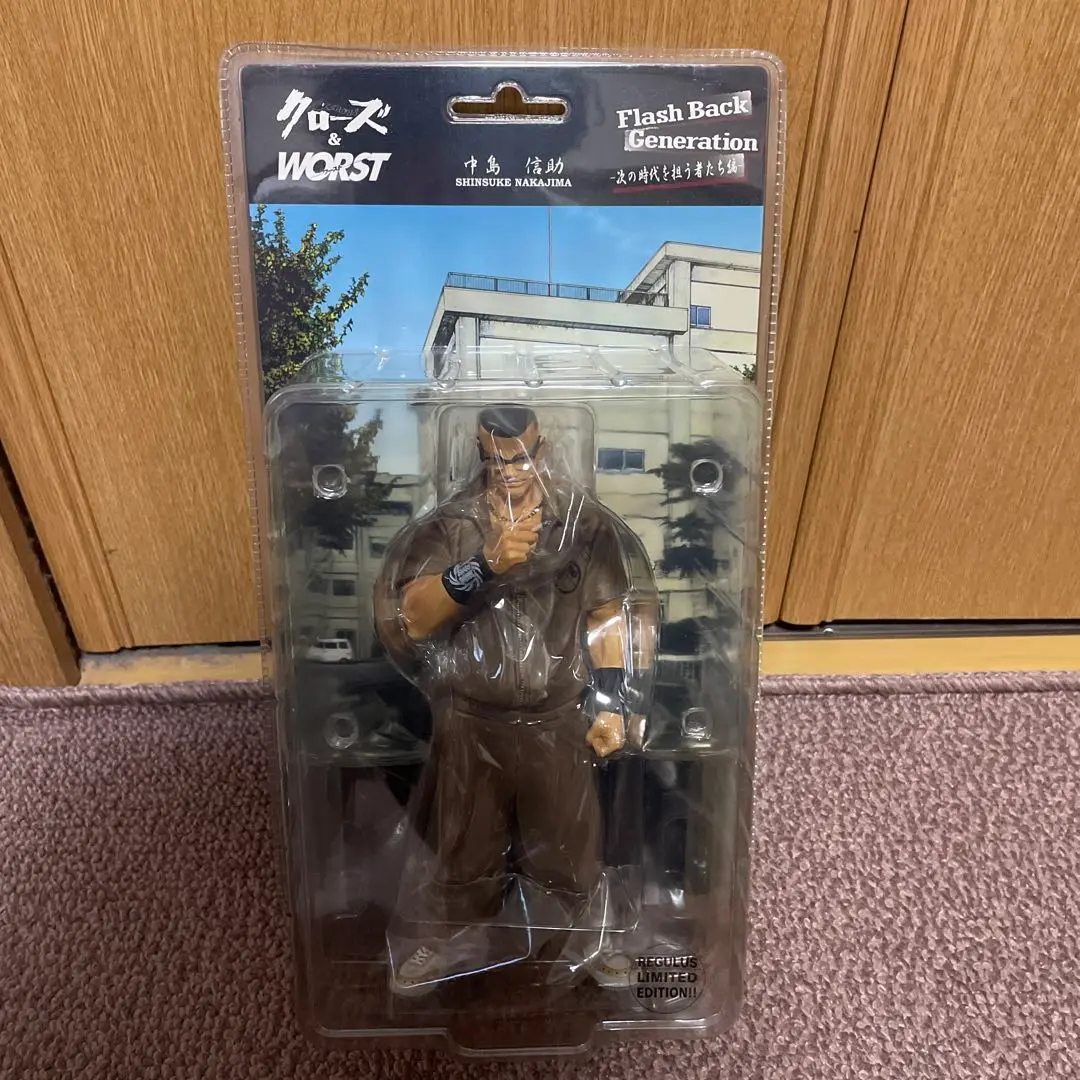 クローズ
&
WORST
中島 信助
SHINSUKE NAKAJIMA
Flash Back
Generation
-次の時代を担う者たち編-
REGULUS
LIMITED
EDITION!!